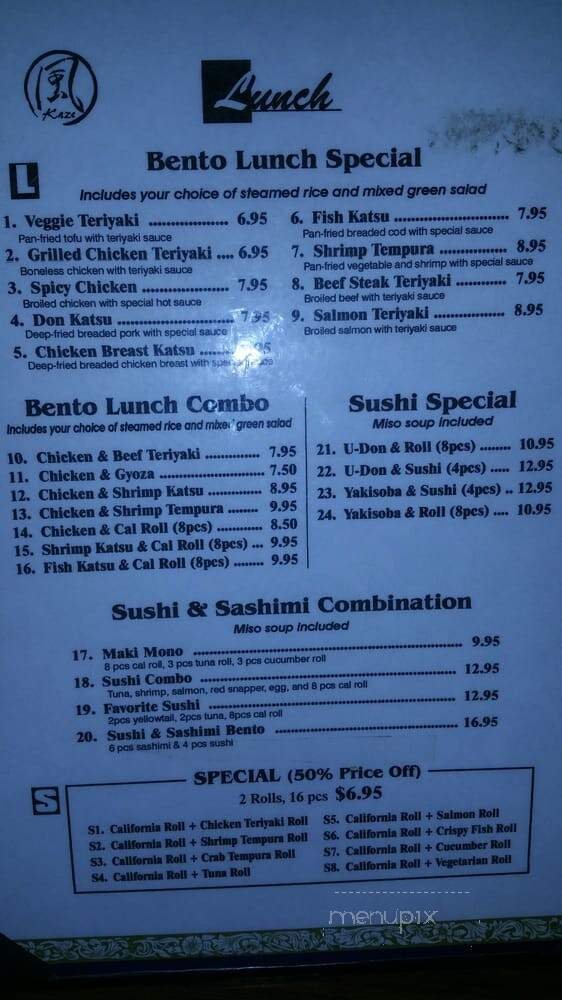 風
KAZE
Lunch
L
Bento Lunch Special
Includes your choice of steamed rice and mixed green salad
1. Veggie Teriyaki .................. 6.95
Pan-fried tofu with teriyaki sauce
2. Grilled Chicken Teriyaki .... 6.95
Boneless chicken with teriyaki sauce
3. Spicy Chicken .................. 7.95
Broiled chicken with special hot sauce
4. Don Katsu ........................ 7.95
Deep-fried breaded pork with special sauce
5. Chicken Breast Katsu ........
Deep-fried breaded chicken breast with special sauce
6. Fish Katsu ........................ 7.95
Pan-fried breaded cod with special sauce
7. Shrimp Tempura ................ 8.95
Pan-fried vegetable and shrimp with special sauce
8. Beef Steak Teriyaki ............ 7.95
Broiled beef with teriyaki sauce
9. Salmon Teriyaki ................ 8.95
Broiled salmon with teriyaki sauce
Bento Lunch Combo
Includes your choice of steamed rice and mixed green salad
10. Chicken & Beef Teriyaki .............. 7.95
11. Chicken & Gyoza ........................ 7.50
12. Chicken & Shrimp Katsu .............. 8.95
13. Chicken & Shrimp Tempura ......... 9.95
14. Chicken & Cal Roll (8pcs) ............ 8.50
15. Shrimp Katsu & Cal Roll (8pcs) ... 9.95
16. Fish Katsu & Cal Roll (8pcs) ........ 9.95
Sushi Special
Miso soup included
21. U-Don & Roll (8pcs) ........ 10.95
22. U-Don & Sushi (4pcs) ..... 12.95
23. Yakisoba & Sushi (4pcs) .. 12.95
24. Yakisoba & Roll (8pcs) .... 10.95
Sushi & Sashimi Combination
Miso soup included
17. Maki Mono ............................................ 9.95
8 pcs cal roll, 3 pcs tuna roll, 3 pcs cucumber roll
18. Sushi Combo ............................................ 12.95
Tuna, shrimp, salmon, red snapper, egg, and 8 pcs cal roll
19. Favorite Sushi ............................................ 12.95
2pcs yellowtail, 2pcs tuna, 8pcs cal roll
20. Sushi & Sashimi Bento .................................. 16.95
6 pcs sashimi & 4 pcs sushi
S
SPECIAL (50% Price Off)
2 Rolls, 16 pcs $6.95
S1. California Roll + Chicken Teriyaki Roll
S2. California Roll + Shrimp Tempura Roll
S3. California Roll + Crab Tempura Roll
S4. California Roll + Tuna Roll
S5. California Roll + Salmon Roll
S6. California Roll + Crispy Fish Roll
S7. California Roll + Cucumber Roll
S8. California Roll + Vegetarian Roll
menupix